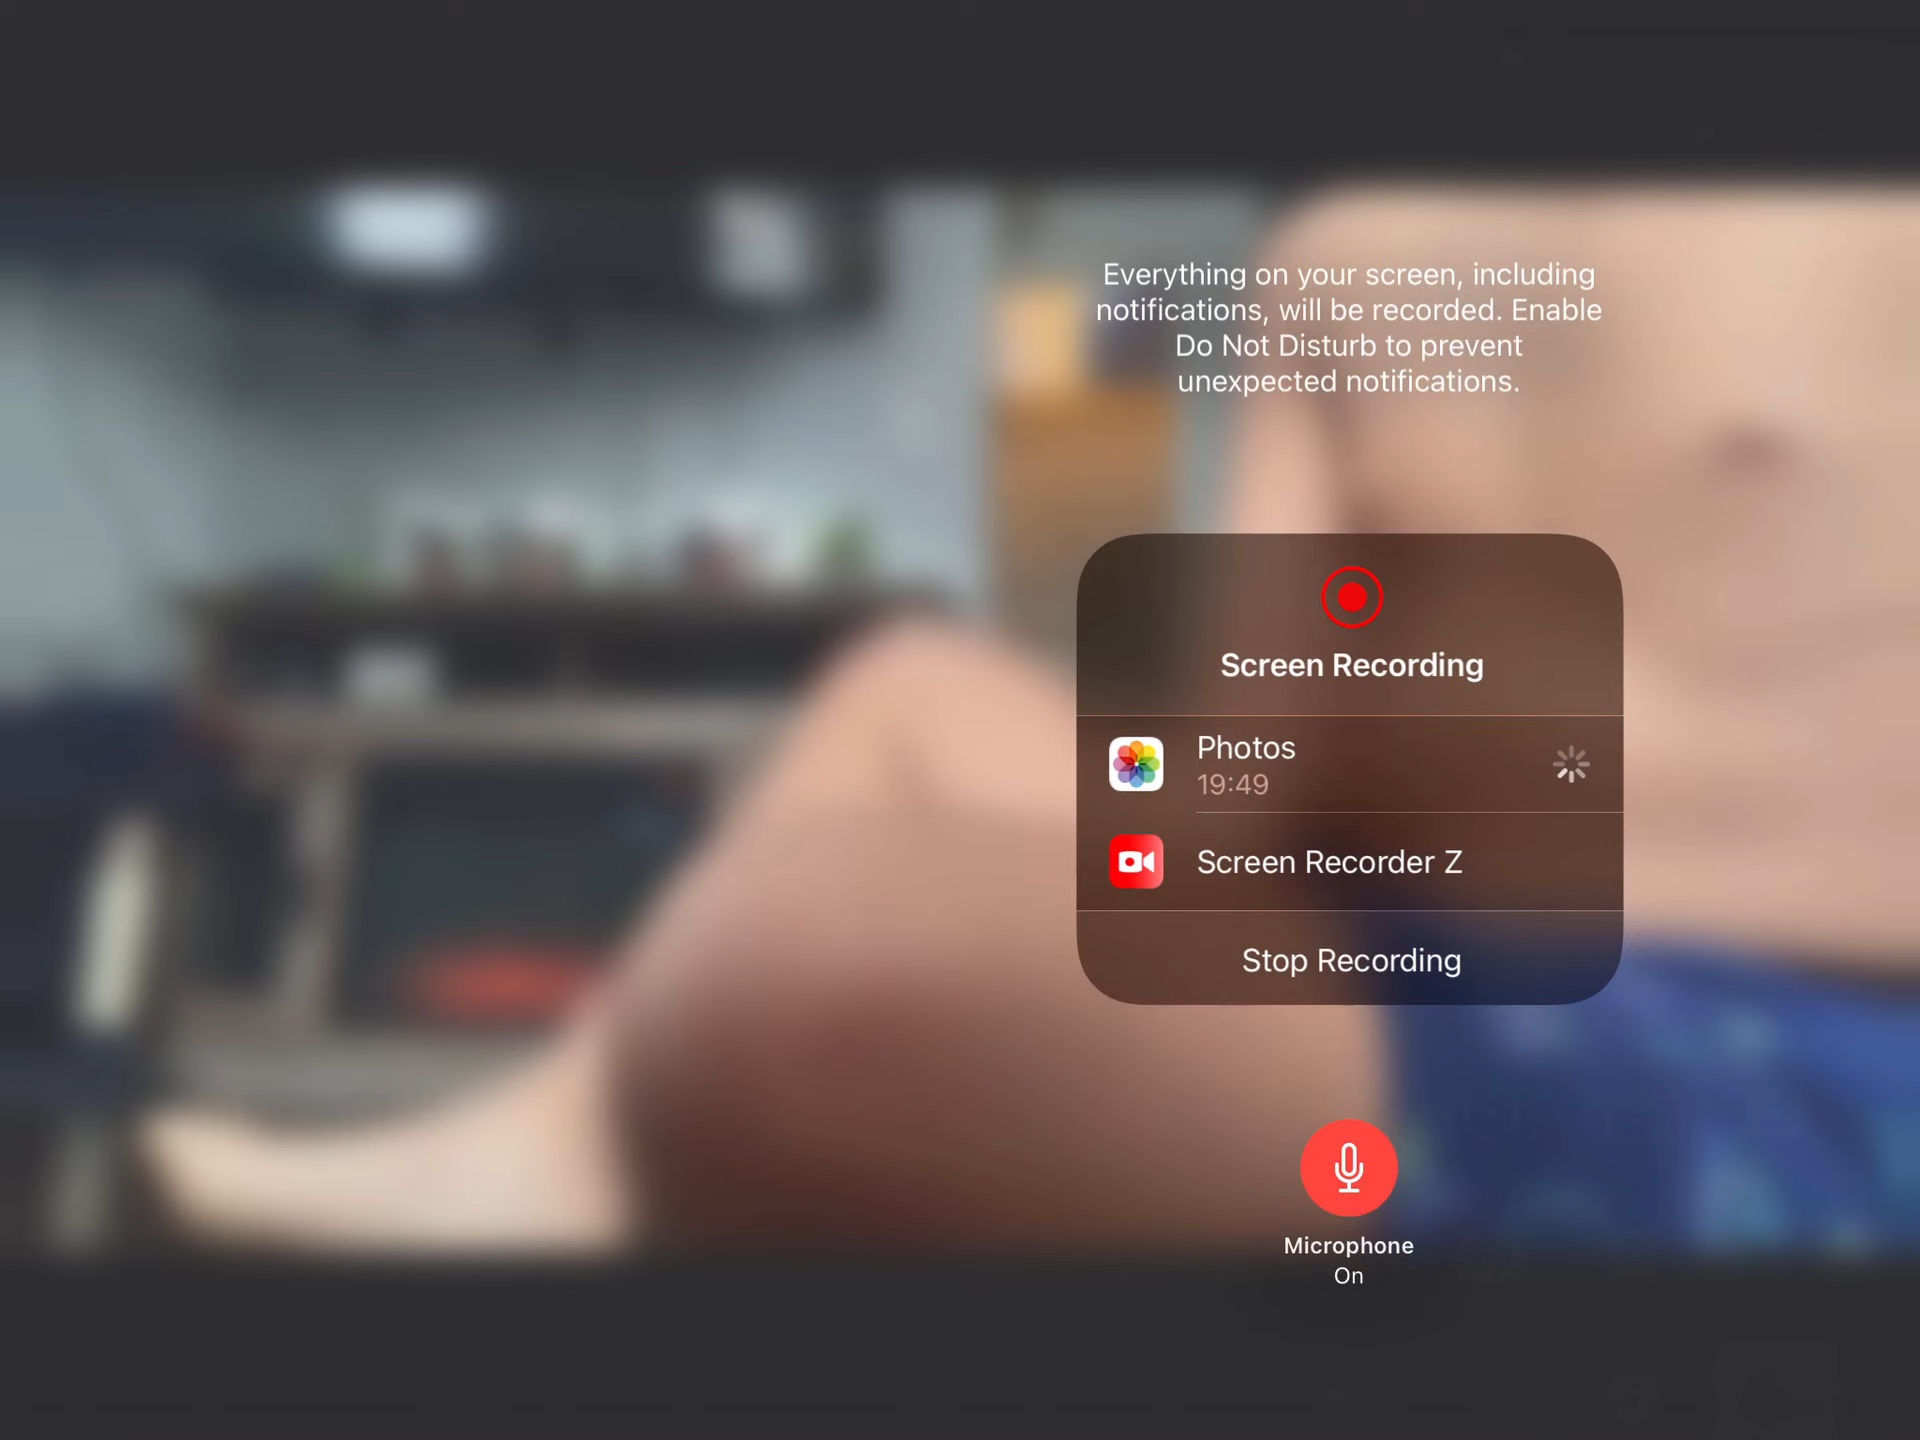 Everything on your screen, including
notifications, will be recorded. Enable
Do Not Disturb to prevent
unexpected notifications.
Screen Recording
Photos
19:49
Screen Recorder Z
Stop Recording
Microphone
On